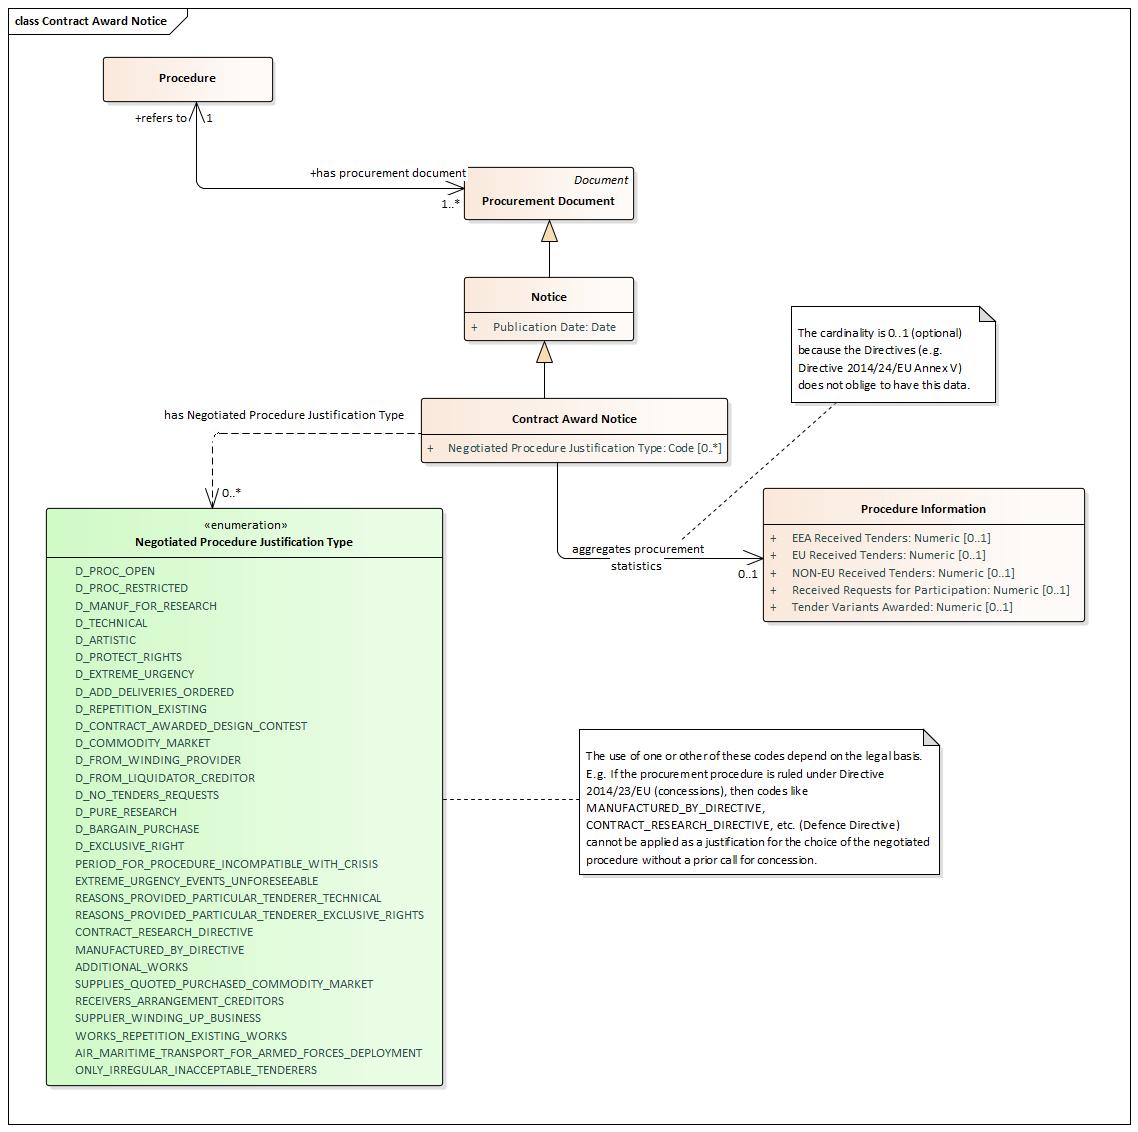 class Contract Award Notice
Procedure
+refers to
1
+has procurement document
1..*
Document
Procurement Document
Notice
+ Publication Date: Date
The cardinality is 0..1 (optional)
because the Directives (e.g.
Directive 2014/24/EU Annex V)
does not oblige to have this data.
Contract Award Notice
+ Negotiated Procedure Justification Type: Code [0..*]
has Negotiated Procedure Justification Type
0..*
aggregates procurement
statistics
0..1
Procedure Information
+ EEA Received Tenders: Numeric [0..1]
+ EU Received Tenders: Numeric [0..1]
+ NON-EU Received Tenders: Numeric [0..1]
+ Received Requests for Participation: Numeric [0..1]
+ Tender Variants Awarded: Numeric [0..1]
«enumeration»
Negotiated Procedure Justification Type
D_PROC_OPEN
D_PROC_RESTRICTED
D_MANUF_FOR_RESEARCH
D_TECHNICAL
D_ARTISTIC
D_PROTECT_RIGHTS
D_EXTREME_URGENCY
D_ADD_DELIVERIES_ORDERED
D_REPETITION_EXISTING
D_CONTRACT_AWARDED_DESIGN_CONTEST
D_COMMODITY_MARKET
D_FROM_WINDING_PROVIDER
D_FROM_LIQUIDATOR_CREDITOR
D_NO_TENDERS_REQUESTS
D_PURE_RESEARCH
D_BARGAIN_PURCHASE
D_EXCLUSIVE_RIGHT
PERIOD_FOR_PROCEDURE_INCOMPATIBLE_WITH_CRISIS
EXTREME_URGENCY_EVENTS_UNFORESEEABLE
REASONS_PROVIDED_PARTICULAR_TENDERER_TECHNICAL
REASONS_PROVIDED_PARTICULAR_TENDERER_EXCLUSIVE_RIGHTS
CONTRACT_RESEARCH_DIRECTIVE
MANUFACTURED_BY_DIRECTIVE
ADDITIONAL_WORKS
SUPPLIES_QUOTED_PURCHASED_COMMODITY_MARKET
RECEIVERS_ARRANGEMENT_CREDITORS
SUPPLIER_WINDING_UP_BUSINESS
WORKS_REPETITION_EXISTING_WORKS
AIR_MARITIME_TRANSPORT_FOR_ARMED_FORCES_DEPLOYMENT
ONLY_IRREGULAR_INACCEPTABLE_TENDERERS
The use of one or other of these codes depend on the legal basis.
E.g. If the procurement procedure is ruled under Directive
2014/23/EU (concessions), then codes like
MANUFACTURED_BY_DIRECTIVE,
CONTRACT_RESEARCH_DIRECTIVE, etc. (Defence Directive)
cannot be applied as a justification for the choice of the negotiated
procedure without a prior call for concession.